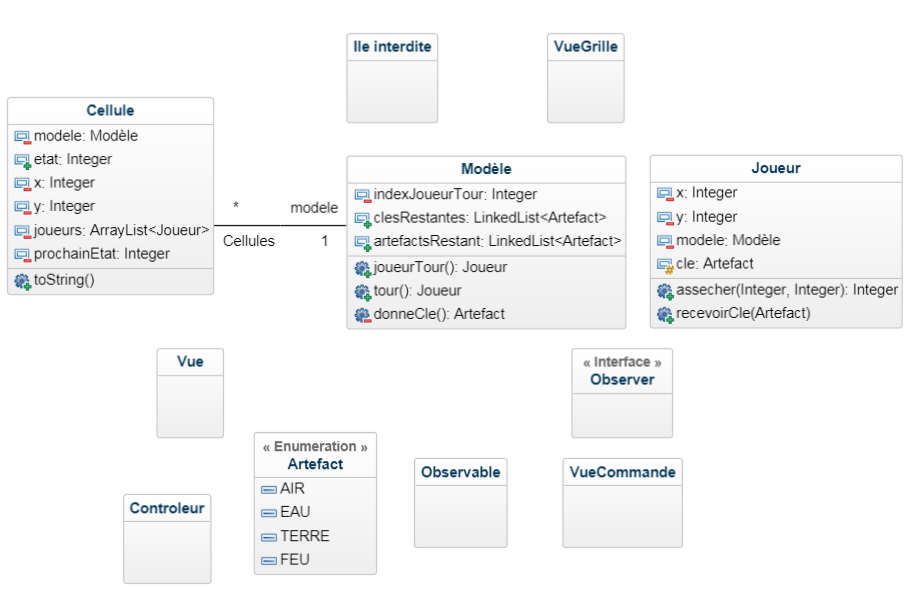 Ile interdite
VueGrille
Cellule
modele: Modèle
etat: Integer
x: Integer
y: Integer
joueurs: ArrayList<Joueur>
prochainEtat: Integer
toString()
*
modele
Cellules
1
Modèle
indexJoueurTour: Integer
clesRestantes: LinkedList<Artefact>
artefactsRestant: LinkedList<Artefact>
joueurTour(): Joueur
tour(): Joueur
donneCle(): Artefact
Joueur
x: Integer
y: Integer
modele: Modèle
cle: Artefact
assecher(Integer, Integer): Integer
recevoirCle(Artefact)
Vue
« Interface »
Observer
« Enumeration »
Artefact
AIR
EAU
TERRE
FEU
Observable
VueCommande
Controleur